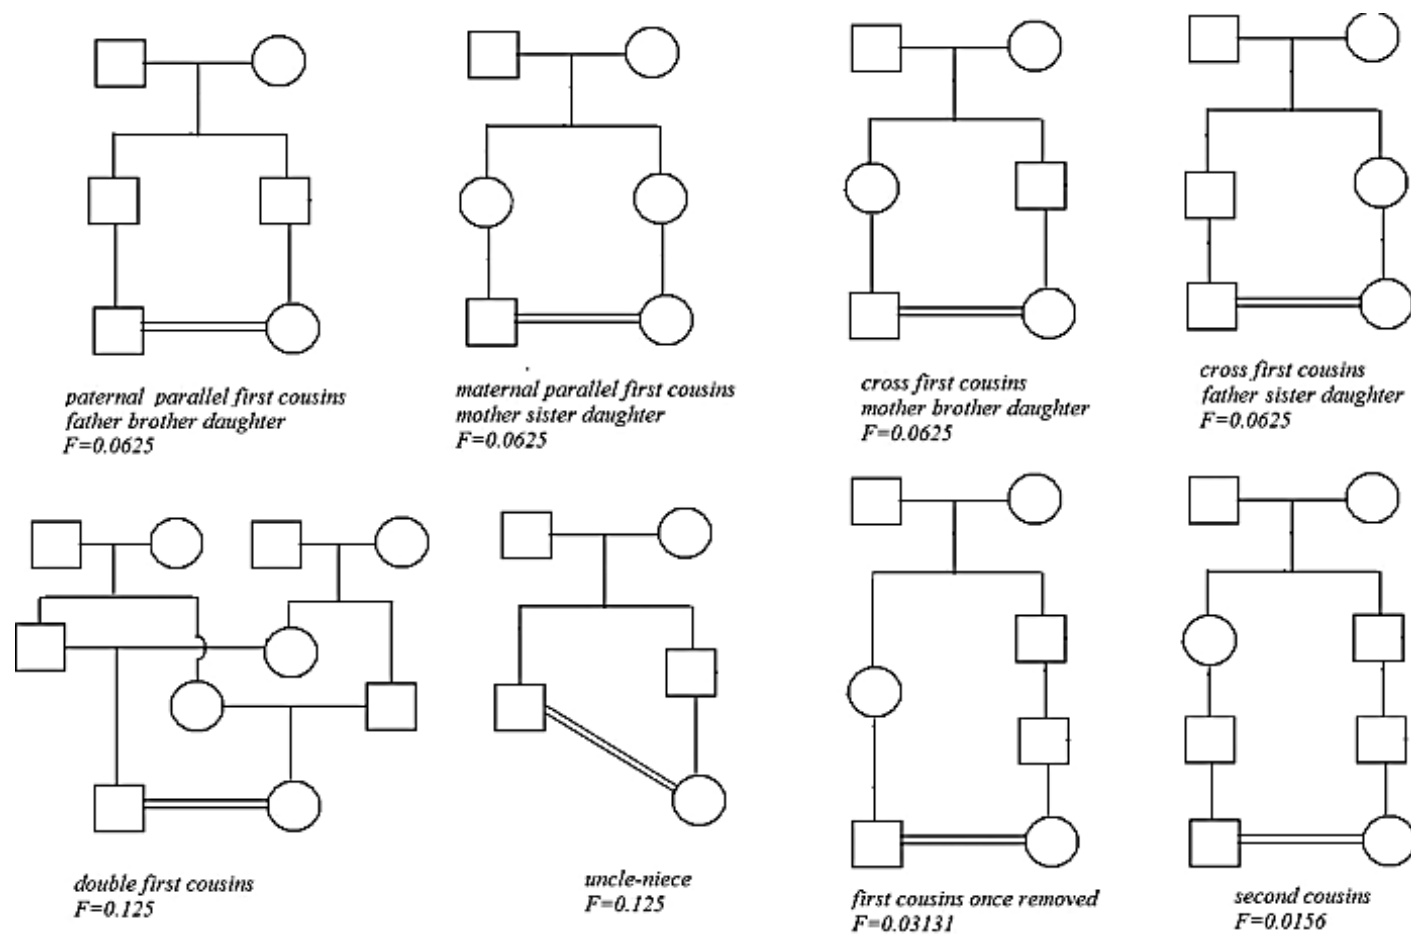 paternal parallel first cousins
father brother daughter
F=0.0625
maternal parallel first cousins
mother sister daughter
F=0.0625
cross first cousins
mother brother daughter
F=0.0625
cross first cousins
father sister daughter
F=0.0625
double first cousins
F=0.125
uncle-niece
F=0.125
first cousins once removed
F=0.03131
second cousins
F=0.0156